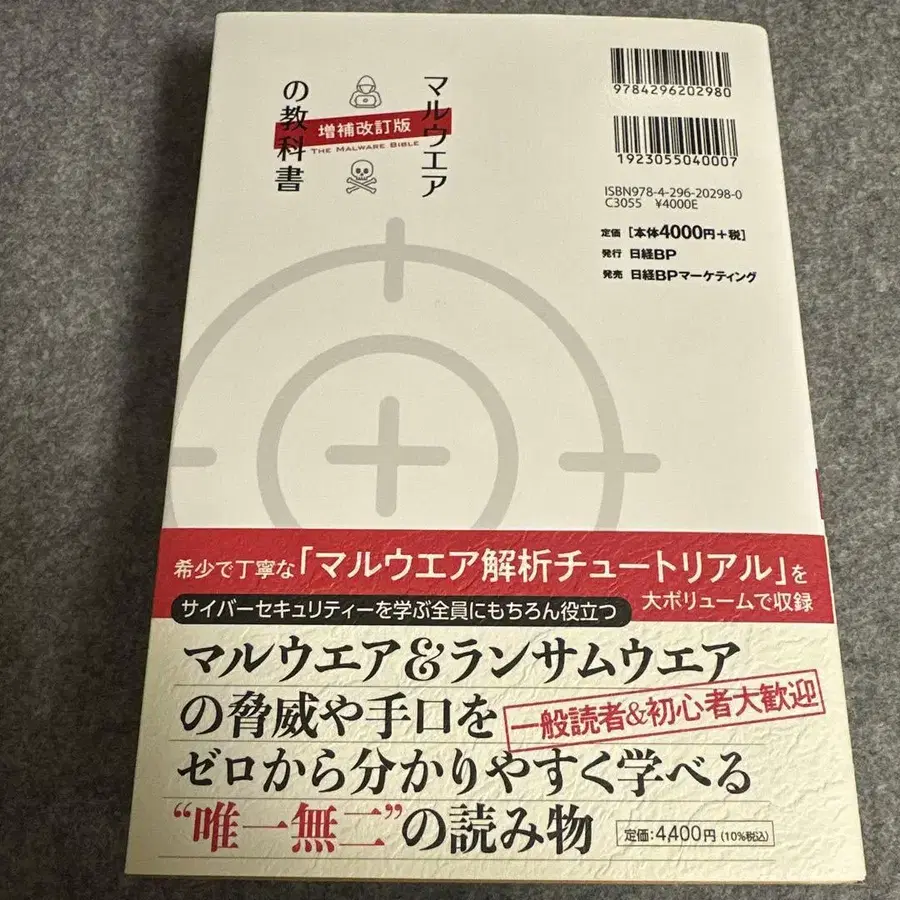 マルウエア
の教科書
増補改訂版
THE MALWARE BIBLE
9784296202980
1923055040007
ISBN978-4-296-20298-0
C3055 ¥4000E
定価 [本体4000円+税]
発行 日経BP
発売 日経BPマーケティング
希少で丁寧な「マルウエア解析チュートリアル」を
大ボリュームで収録
サイバーセキュリティーを学ぶ全員にもちろん役立つ
マルウエア&ランサムウエア
の脅威や手口を
一般読者&初心者大歓迎
ゼロから分かりやすく学べる
“唯一無二”の読み物
定価:4,400円(10%税込)